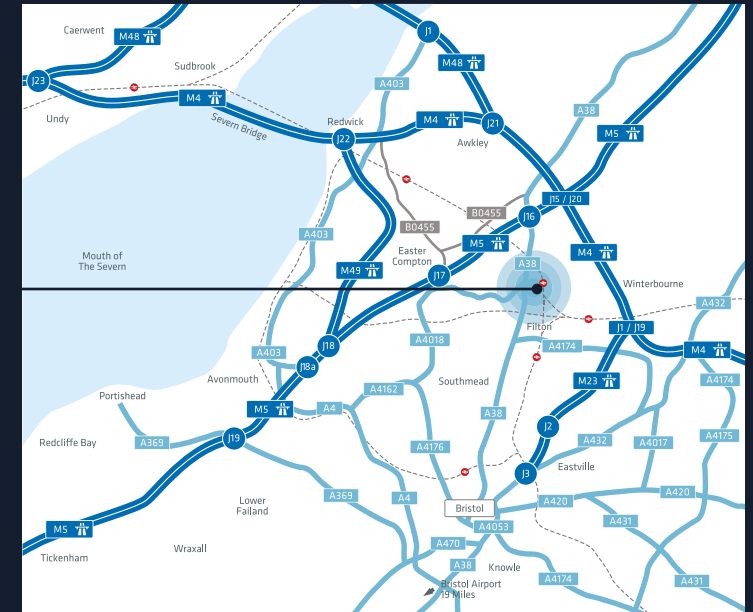 Caerwent
M48
J1
Sudbrook
M48
J23
A403
M4
A38
Undy
Severn Bridge
Redwick
M4
J21
M5
J22
Awkley
J15 / J20
B0455
J16
A403
B0455
M5
Easter
Compton
M4
Mouth of
The Severn
A38
M49
J17
Winterbourne
A432
Filton
J1 / J19
A4018
J18
A4174
M4
A403
J18a
Avonmouth
Southmead
M23
A4174
Portishead
A4162
M5
A4
A38
J2
A4175
Redcliffe Bay
A369
J19
A4176
A432
A4017
J3
Eastville
A369
A4
A420
A420
Lower
Failand
Bristol
A431
M5
A4053
Tickenham
Wraxall
A470
A38
Knowle
A4174
A431
Bristol Airport
19 Miles